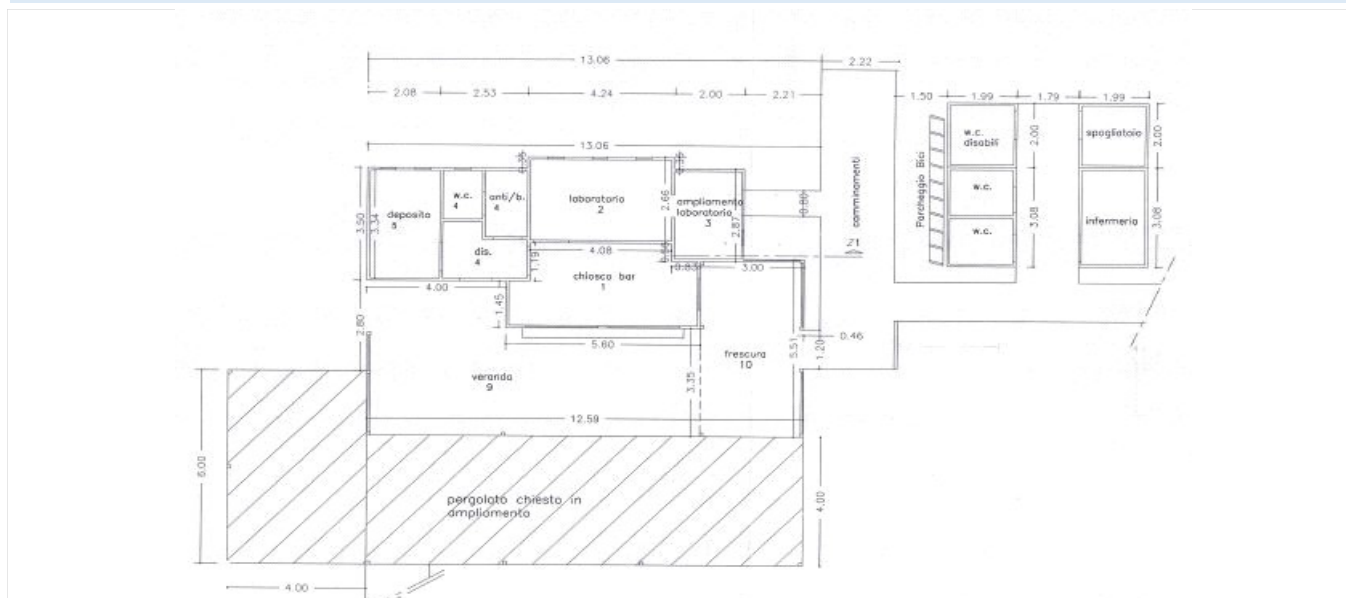 13.06
2.22
2.08
2.53
4.24
2.00
2.21
1.50
1.99
1.79
1.99
13.06
w.c.
disabili
2.00
spogliatoio
2.00
Parcheggio Bici
camminamenti
w.c.
4
anti/b.
4
laboratorio
2
2.66
ampliamento
laboratorio
3
2.87
0.80
w.c.
3.50
3.34
deposito
infermeria
3.08
3.08
w.c.
dis.
4
1.19
4.08
0.83
3.00
chiosco bar
1
4.00
1.45
2.80
5.60
0.46
frescura
10
5.51
1.20
veranda
9
3.35
12.59
6.00
pergolato chiesto in
ampliamento
4.00
4.00